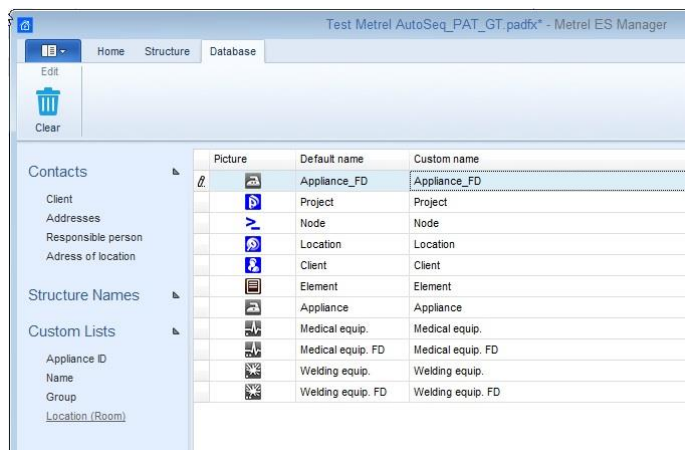 Test Metrel AutoSeq_PAT_GT.padfx* - Metrel ES Manager
Home Structure Database
Edit
Clear
Contacts
Client
Addresses
Responsible person
Adress of location
Structure Names
Custom Lists
Appliance ID
Name
Group
Location (Room)
Picture Default name Custom name
Appliance_FD Appliance_FD
Project Project
Node Node
Location Location
Client Client
Element Element
Appliance Appliance
Medical equip. Medical equip.
Medical equip. FD Medical equip. FD
Welding equip. Welding equip.
Welding equip. FD Welding equip. FD